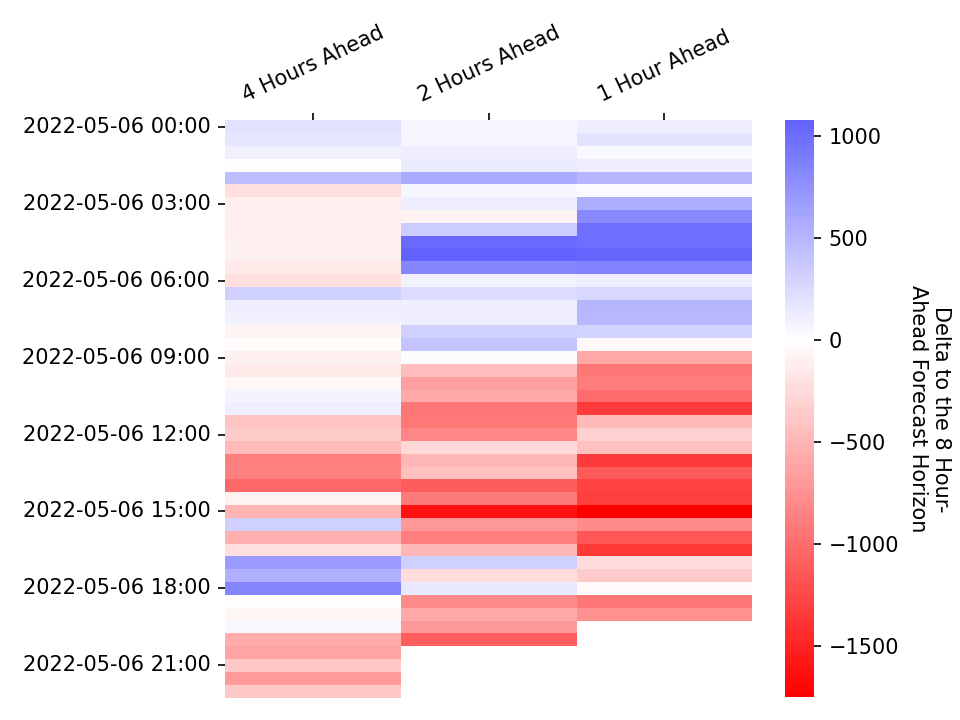 4 Hours Ahead
2 Hours Ahead
1 Hour Ahead
2022-05-06 00:00
2022-05-06 03:00
2022-05-06 06:00
2022-05-06 09:00
2022-05-06 12:00
2022-05-06 15:00
2022-05-06 18:00
2022-05-06 21:00
1000
500
0
−500
−1000
−1500
Delta to the 8 Hour-
Ahead Forecast Horizon